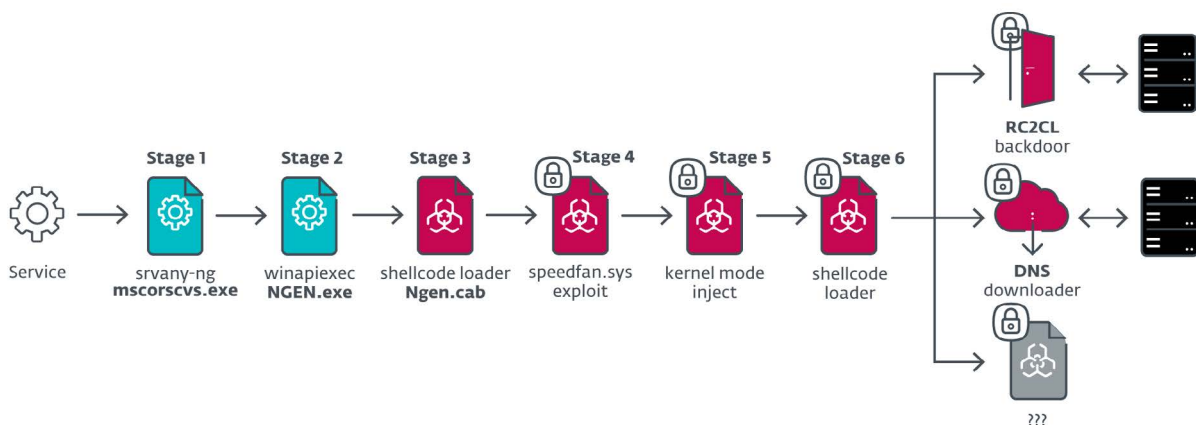 Stage 1
Stage 2
Stage 3
Stage 4
Stage 5
Stage 6
Service
srvany-ng
mscorscvs.exe
winapiexec
NGEN.exe
shellcode loader
Ngen.cab
speedfan.sys
exploit
kernel mode
inject
shellcode
loader
RC2CL
backdoor
DNS
downloader
???